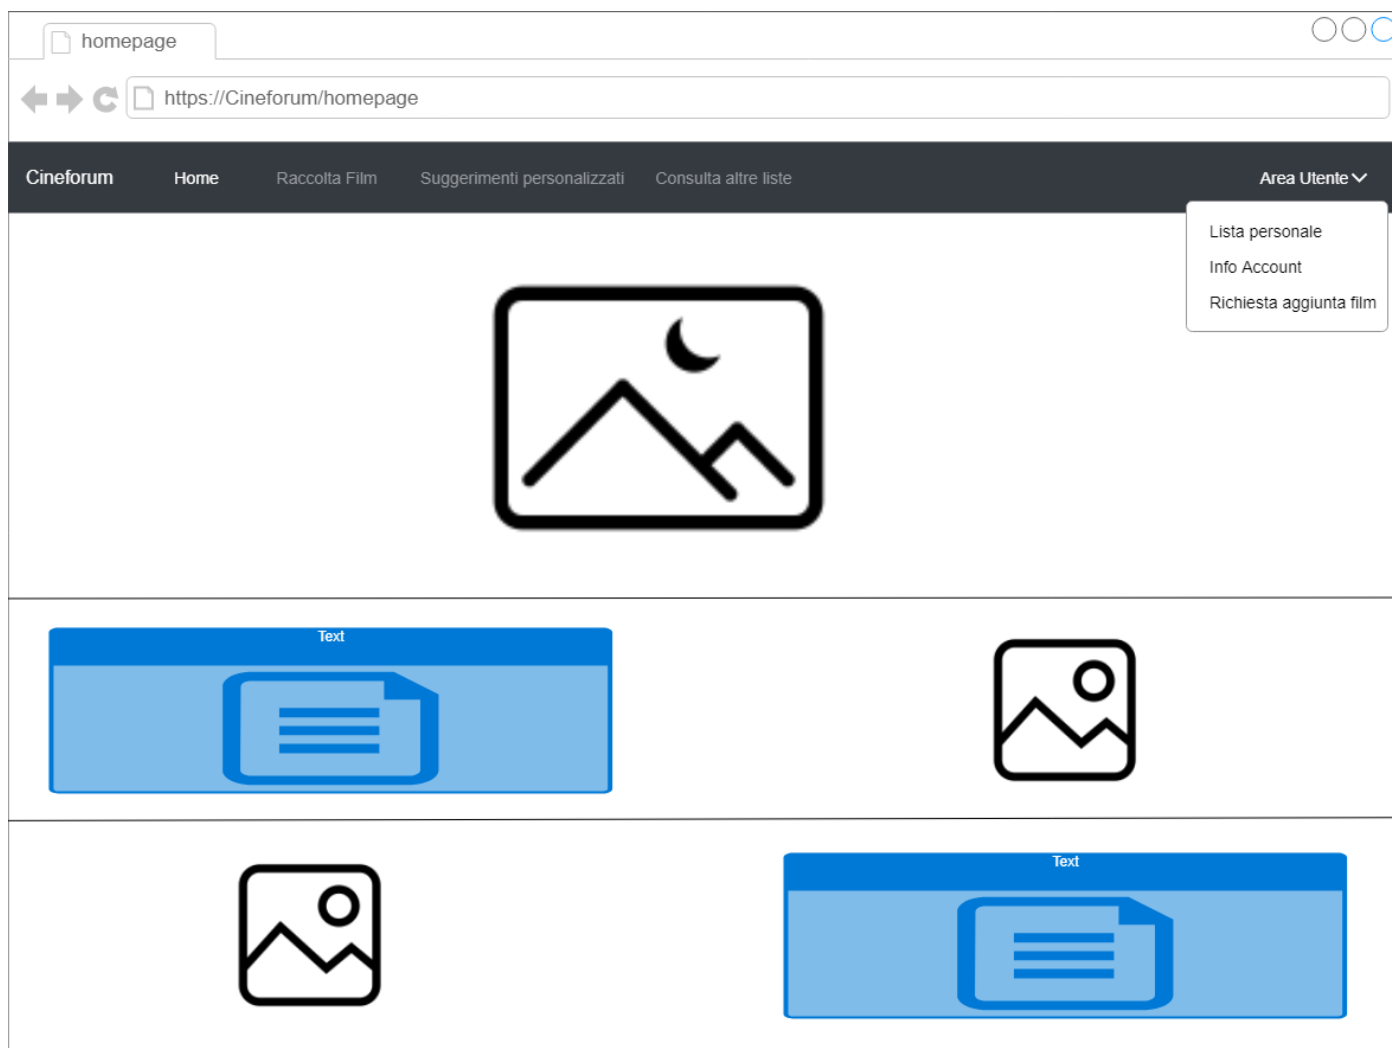 homepage
https://Cineforum/homepage
Cineforum Home Raccolta Film Suggerimenti personalizzati Consulta altre liste Area Utente
Lista personale
Info Account
Richiesta aggiunta film
Text
Text